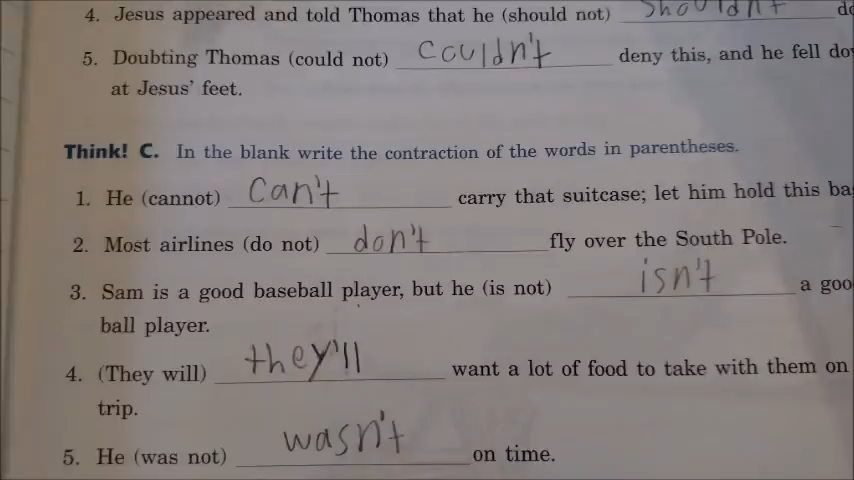 4. Jesus appeared and told Thomas that he (should not) shouldn't
5. Doubting Thomas (could not) couldn't deny this, and he fell
at Jesus' feet.
Think! C. In the blank write the contraction of the words in parentheses.
1. He (cannot) can't carry that suitcase; let him hold this
2. Most airlines (do not) don't fly over the South Pole.
3. Sam is a good baseball player, but he (is not) isn't a
ball player.
4. (They will) they'll want a lot of food to take with them on
trip.
5. He (was not) wasn't on time.